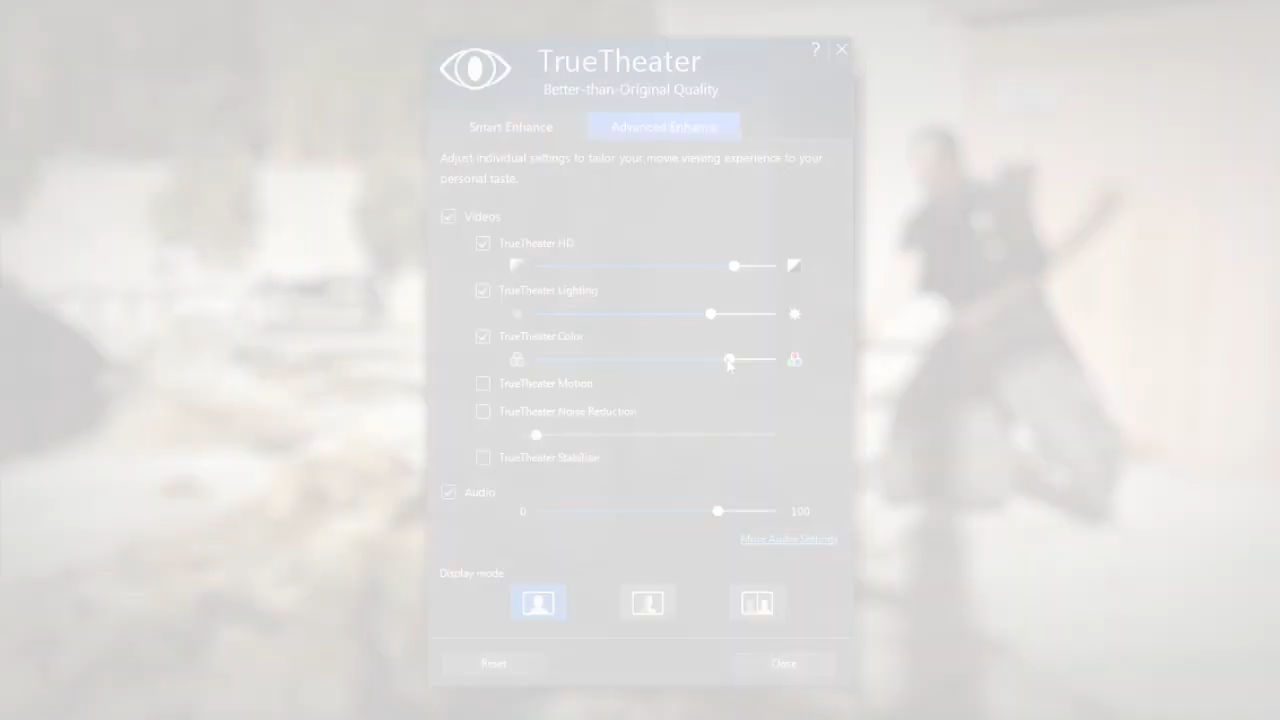 TrueTheater
?
Better-than-Original Quality
Smart Enhance
Advanced Enhance
Adjust individual settings to tailor your movie viewing experience to your
personal taste.
Videos
TrueTheater HD
TrueTheater Lighting
TrueTheater Color
TrueTheater Motion
TrueTheater Noise Reduction
TrueTheater Stabilizer
Audio
0
100
More Audio Settings
Display mode
Reset
Close